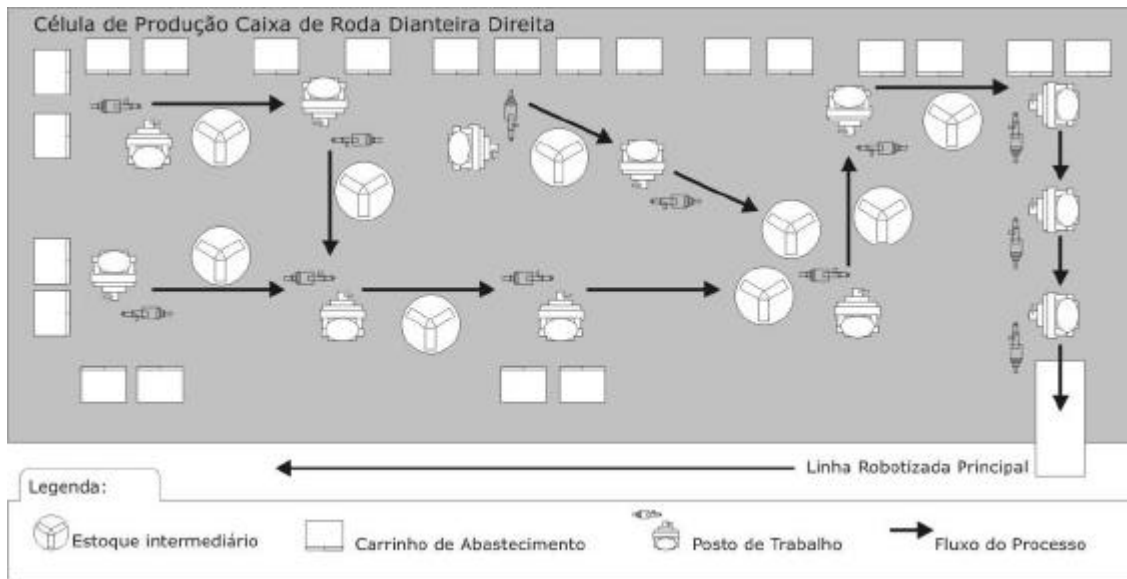 Célula de Produção Caixa de Roda Dianteira Direita
Linha Robotizada Principal
Legenda:
Estoque intermediário
Carrinho de Abastecimento
Posto de Trabalho
Fluxo do Processo